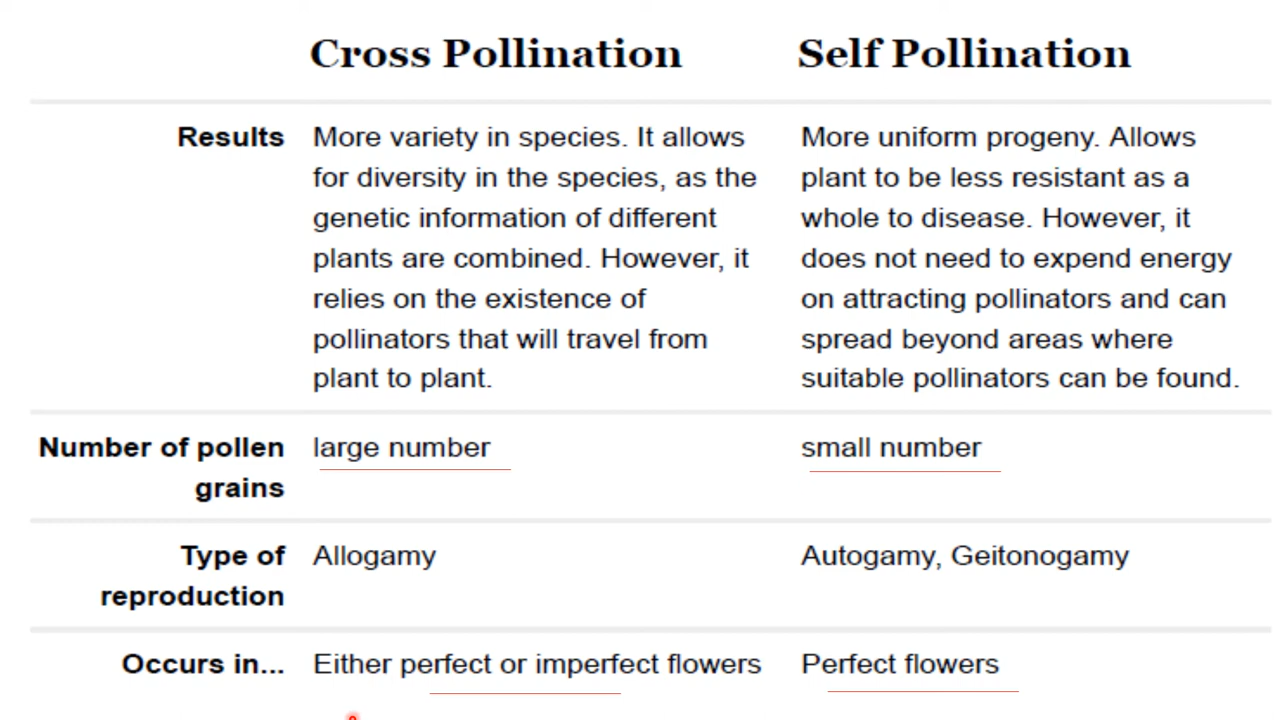 Cross Pollination Self Pollination
Results
More variety in species. It allows
for diversity in the species, as the
genetic information of different
plants are combined. However, it
relies on the existence of
pollinators that will travel from
plant to plant.
More uniform progeny. Allows
plant to be less resistant as a
whole to disease. However, it
does not need to expend energy
on attracting pollinators and can
spread beyond areas where
suitable pollinators can be found.
Number of pollen
grains
large number
small number
Type of
reproduction
Allogamy
Autogamy, Geitonogamy
Occurs in...
Either perfect or imperfect flowers
Perfect flowers